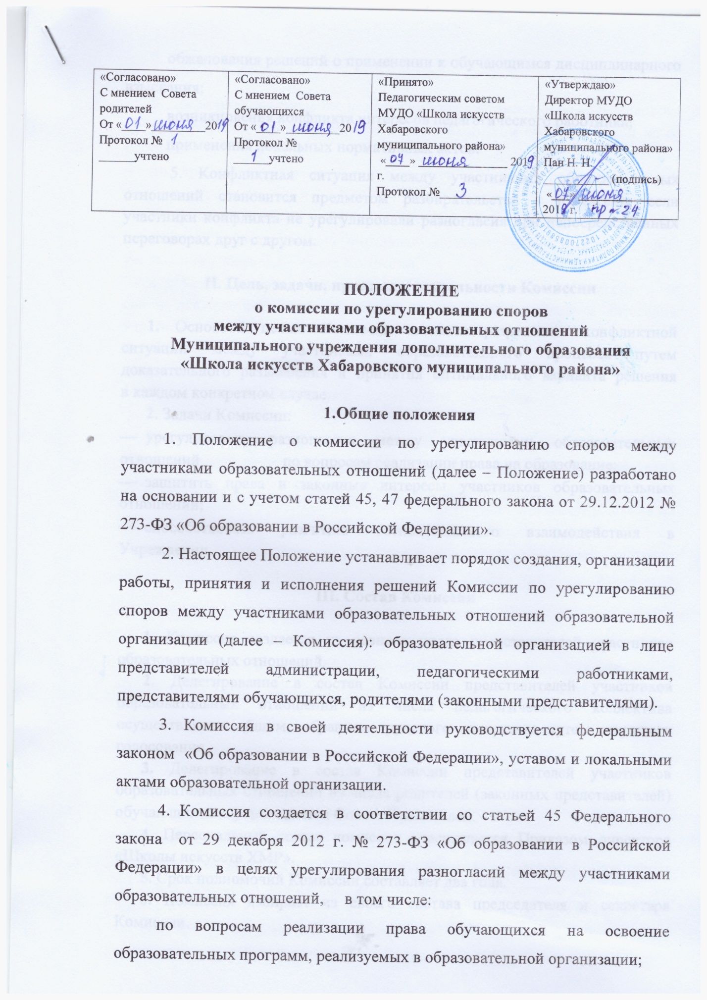 «Согласовано»
С мнением Совета
родителей
От «01» июня 2019
Протокол № 1
______учтено
«Согласовано»
С мнением Совета
обучающихся
От «01» июня 2019
Протокол №
1 учтено
«Принято»
Педагогическим советом
МУДО «Школа искусств
Хабаровского
муниципального района»
«07» июня 2019
г.
Протокол № 3
«Утверждаю»
Директор МУДО
«Школа искусств
Хабаровского
муниципального района»
Пан Н. Н.
(подпись)
«07» июня
2019 г. пр. 24
ПОЛОЖЕНИЕ
о комиссии по урегулированию споров
между участниками образовательных отношений
Муниципального учреждения дополнительного образования
«Школа искусств Хабаровского муниципального района»
1.Общие положения
1. Положение о комиссии по урегулированию споров между
участниками образовательных отношений (далее – Положение) разработано
на основании и с учетом статей 45, 47 федерального закона от 29.12.2012 №
273-ФЗ «Об образовании в Российской Федерации».
2. Настоящее Положение устанавливает порядок создания, организации
работы, принятия и исполнения решений Комиссии по урегулированию
споров между участниками образовательных отношений образовательной
организации (далее – Комиссия): образовательной организацией в лице
представителей администрации, педагогическими работниками,
представителями обучающихся, родителями (законными представителями).
3. Комиссия в своей деятельности руководствуется федеральным
законом «Об образовании в Российской Федерации», уставом и локальными
актами образовательной организации.
4. Комиссия создается в соответствии со статьей 45 Федерального
закона от 29 декабря 2012 г. № 273-ФЗ «Об образовании в Российской
Федерации» в целях урегулирования разногласий между участниками
образовательных отношений, в том числе:
по вопросам реализации права обучающихся на освоение
образовательных программ, реализуемых в образовательной организации;